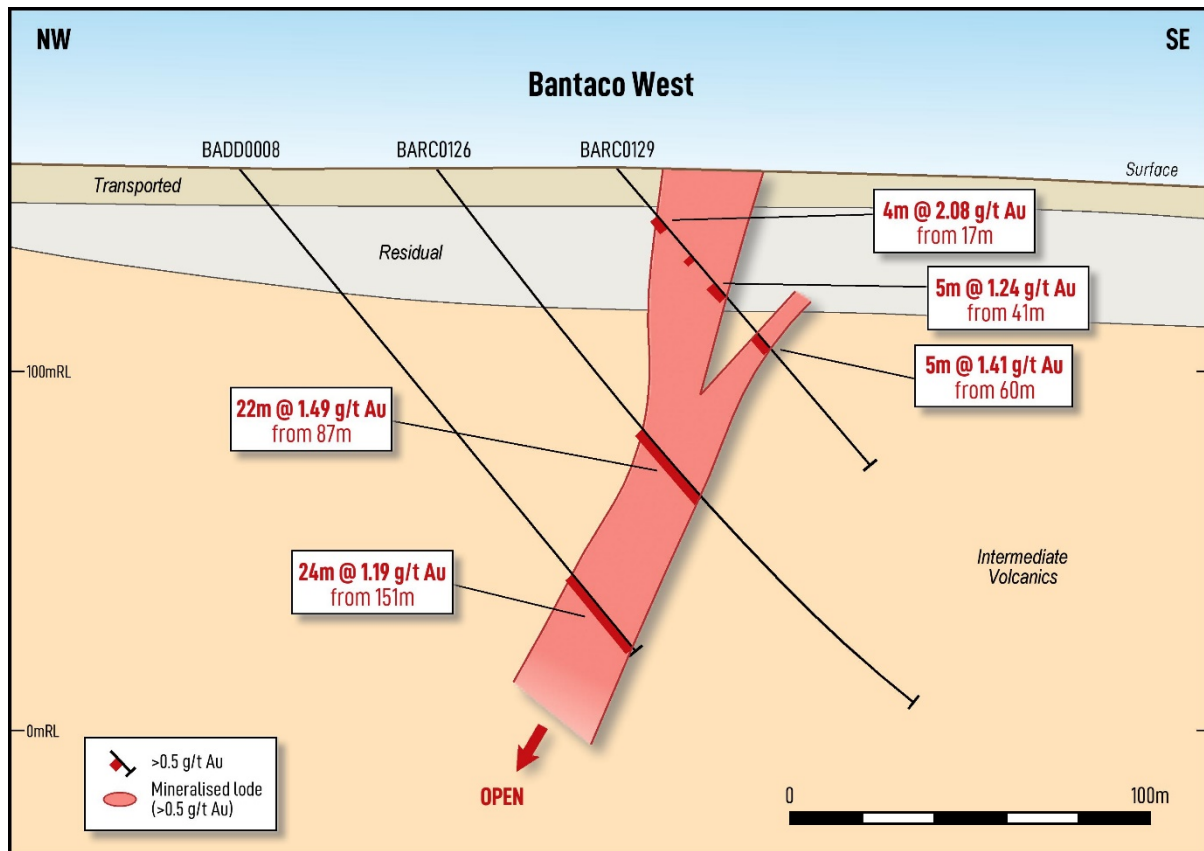 NW
SE
Bantaco West
BADD0008
BARC0126
BARC0129
Surface
Transported
4m @ 2.08 g/t Au
from 17m
Residual
5m @ 1.24 g/t Au
from 41m
5m @ 1.41 g/t Au
from 60m
100mRL
22m @ 1.49 g/t Au
from 87m
24m @ 1.19 g/t Au
from 151m
Intermediate
Volcanics
0mRL
>0.5 g/t Au
Mineralised lode
(>0.5 g/t Au)
OPEN
0
100m